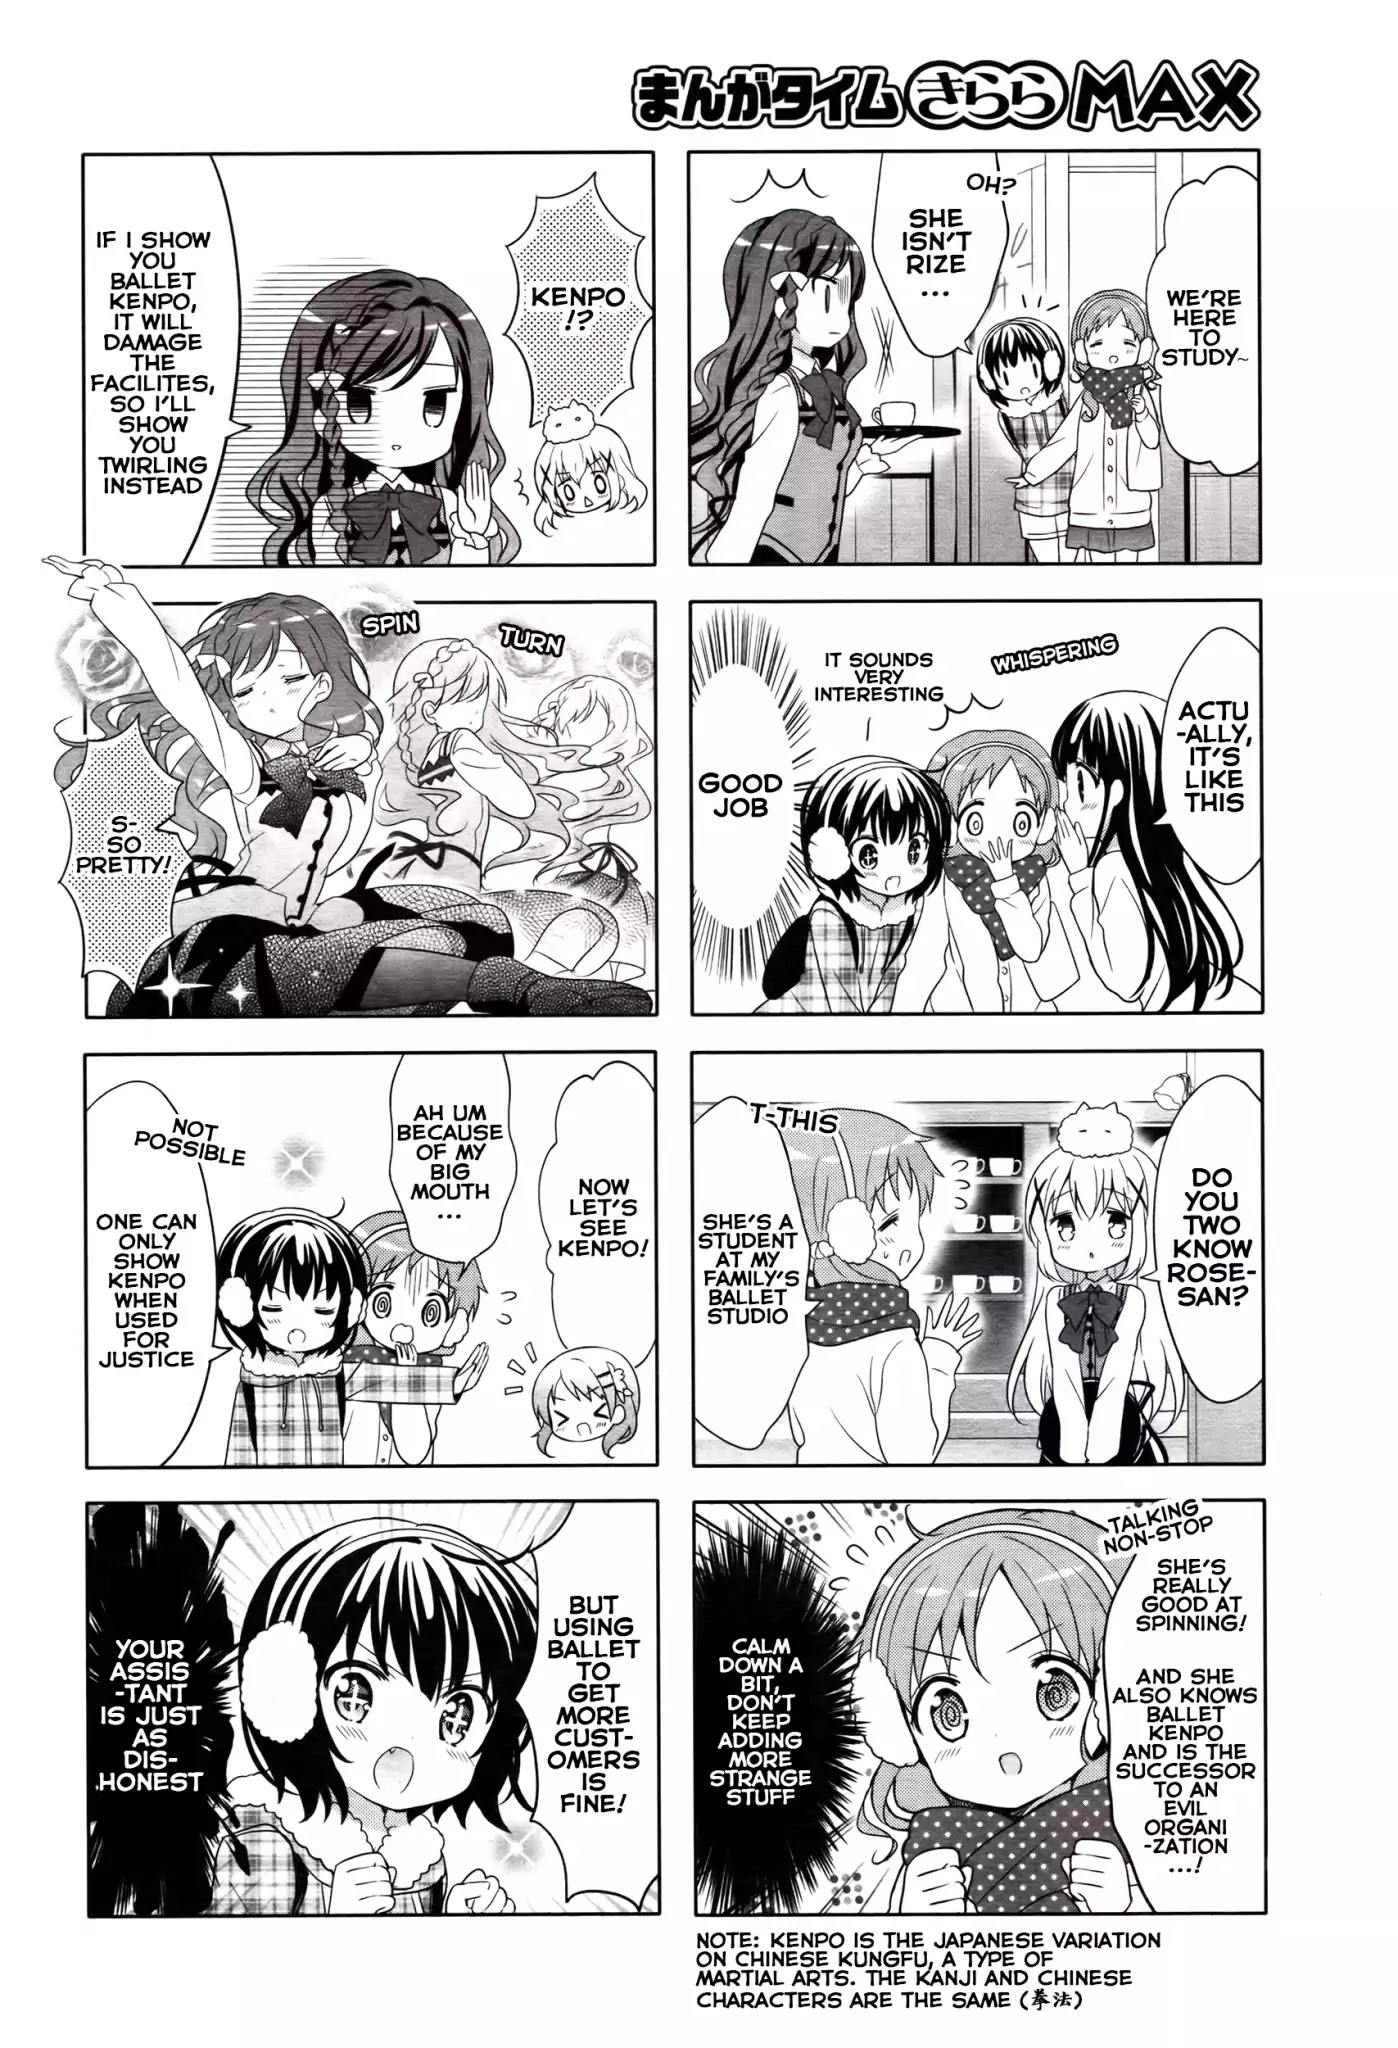 まんがタイムきららMAX
WE'RE
HERE
TO
STUDY~
OH?
SHE
ISN'T
RIZE
...
ACTU
-ALLY,
IT'S
LIKE
THIS
WHISPERING
IT SOUNDS
VERY
INTERESTING
GOOD
JOB
DO
YOU
TWO
KNOW
ROSE-
SAN?
T-THIS
SHE'S A
STUDENT
AT MY
FAMILY'S
BALLET
STUDIO
TALKING
NON-STOP
SHE'S
REALLY
GOOD AT
SPINNING!
AND SHE
ALSO KNOWS
BALLET
KENPO
AND IS THE
SUCCESSOR
TO AN
EVIL
ORGANI
-ZATION
...!
CALM
DOWN A
BIT,
DON'T
KEEP
ADDING
MORE
STRANGE
STUFF
NOTE: KENPO IS THE JAPANESE VARIATION
ON CHINESE KUNGFU, A TYPE OF
MARTIAL ARTS. THE KANJI AND CHINESE
CHARACTERS ARE THE SAME (拳法)
KENPO
!?
IF I SHOW
YOU
BALLET
KENPO,
IT WILL
DAMAGE
THE
FACILITES,
SO I'LL
SHOW
YOU
TWIRLING
INSTEAD
TURN
SPIN
S-
SO
PRETTY!
NOW
LET'S
SEE
KENPO!
AH UM
BECAUSE
OF MY
BIG
MOUTH
...
NOT
POSSIBLE
ONE CAN
ONLY
SHOW
KENPO
WHEN
USED
FOR
JUSTICE
BUT
USING
BALLET
TO
GET
MORE
CUST-
OMERS
IS
FINE!
YOUR
ASSIS
-TANT
IS JUST
AS
DIS-
HONEST